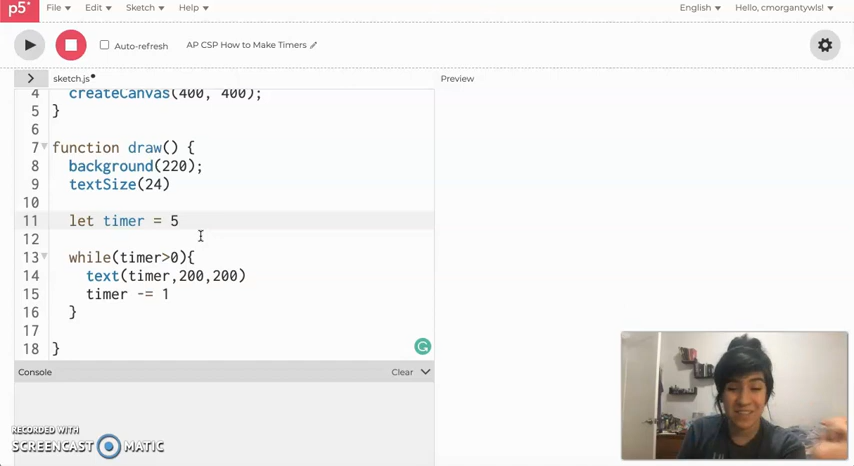 p5* File Edit Sketch Help English Hello, cmorgantywls!
Auto-refresh AP CSP How to Make Timers
> sketch.js• Preview
4 createCanvas(400, 400);
5 }
6
7 function draw() {
8 background(220);
9 textSize(24)
10
11 let timer = 5
12
13 while(timer>0){
14 text(timer,200,200)
15 timer -= 1
16 }
17
18 }
Console Clear
RECORDED WITH
SCREENCAST MATIC